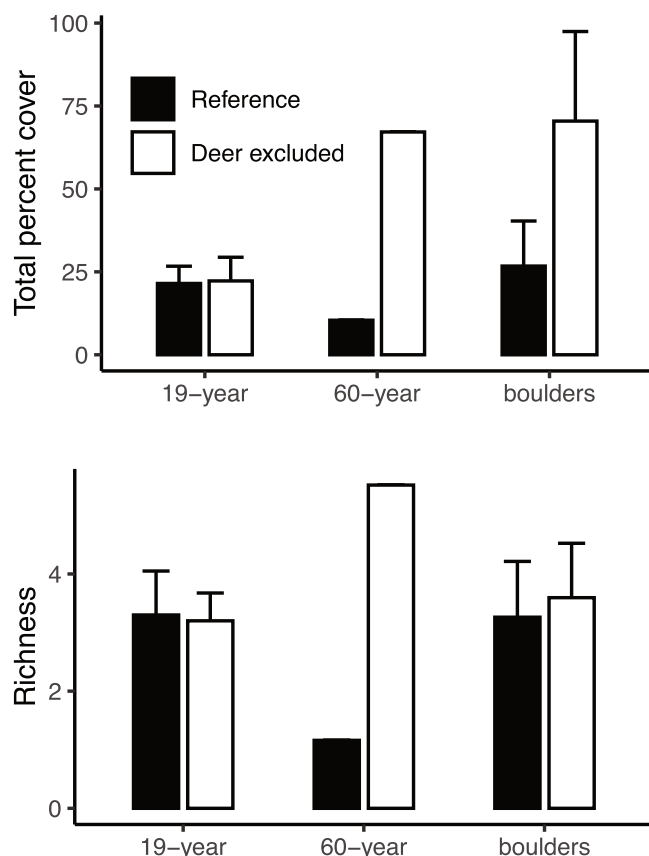 Total percent cover
100
75
50
25
0
Reference
Deer excluded
19−year
60−year
boulders
Richness
4
2
0
19−year
60−year
boulders